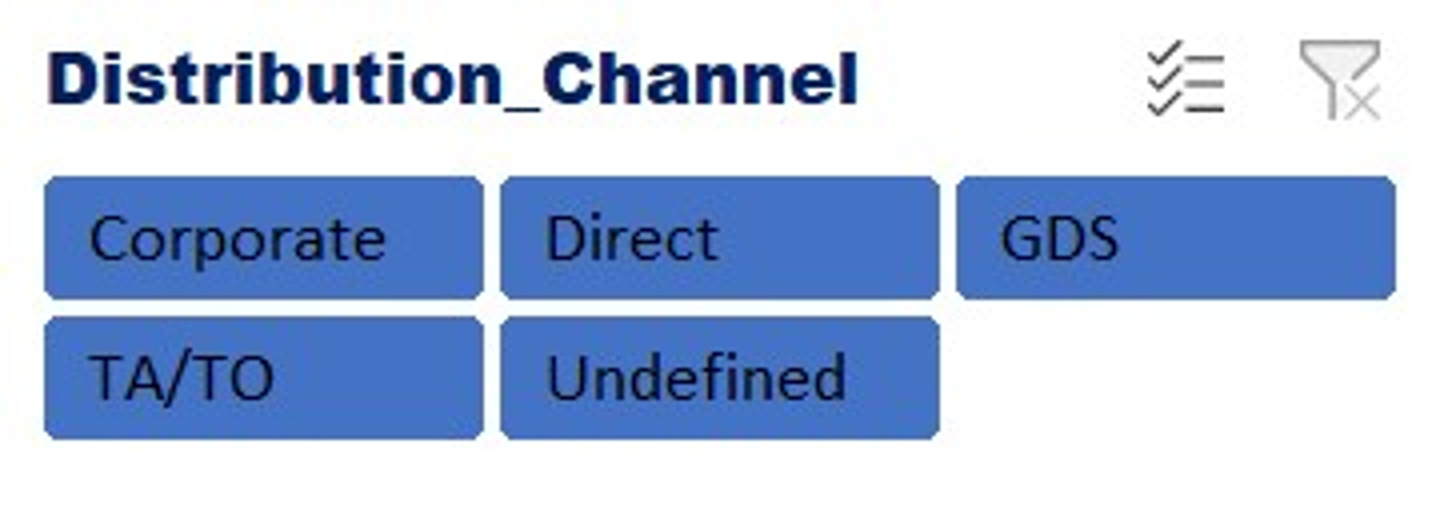 Distribution_Channel
Corporate Direct GDS
TA/TO Undefined